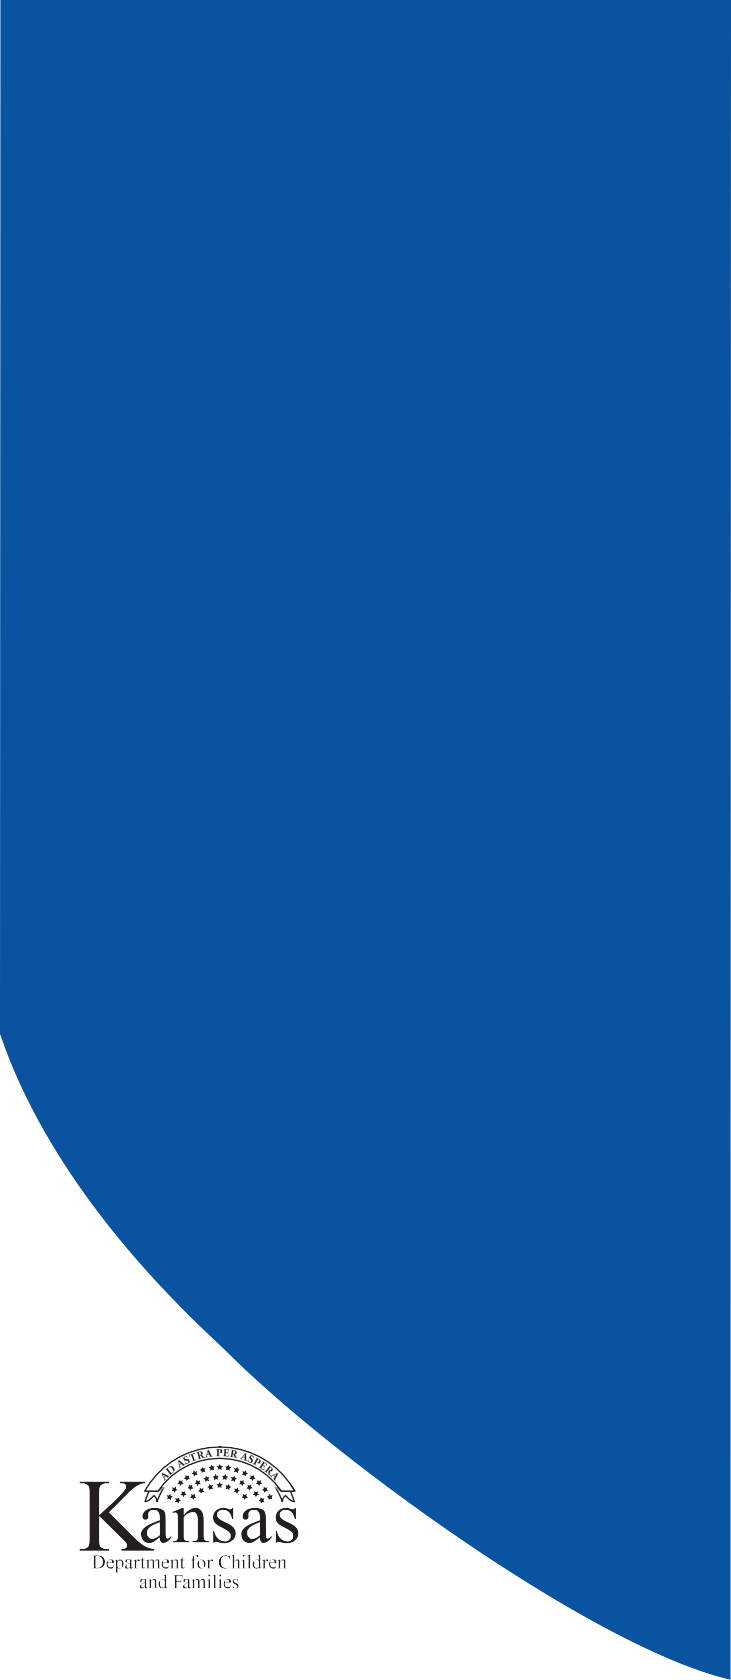 AD ASTRA PER ASPERA
Kansas
Department for Children
and Families